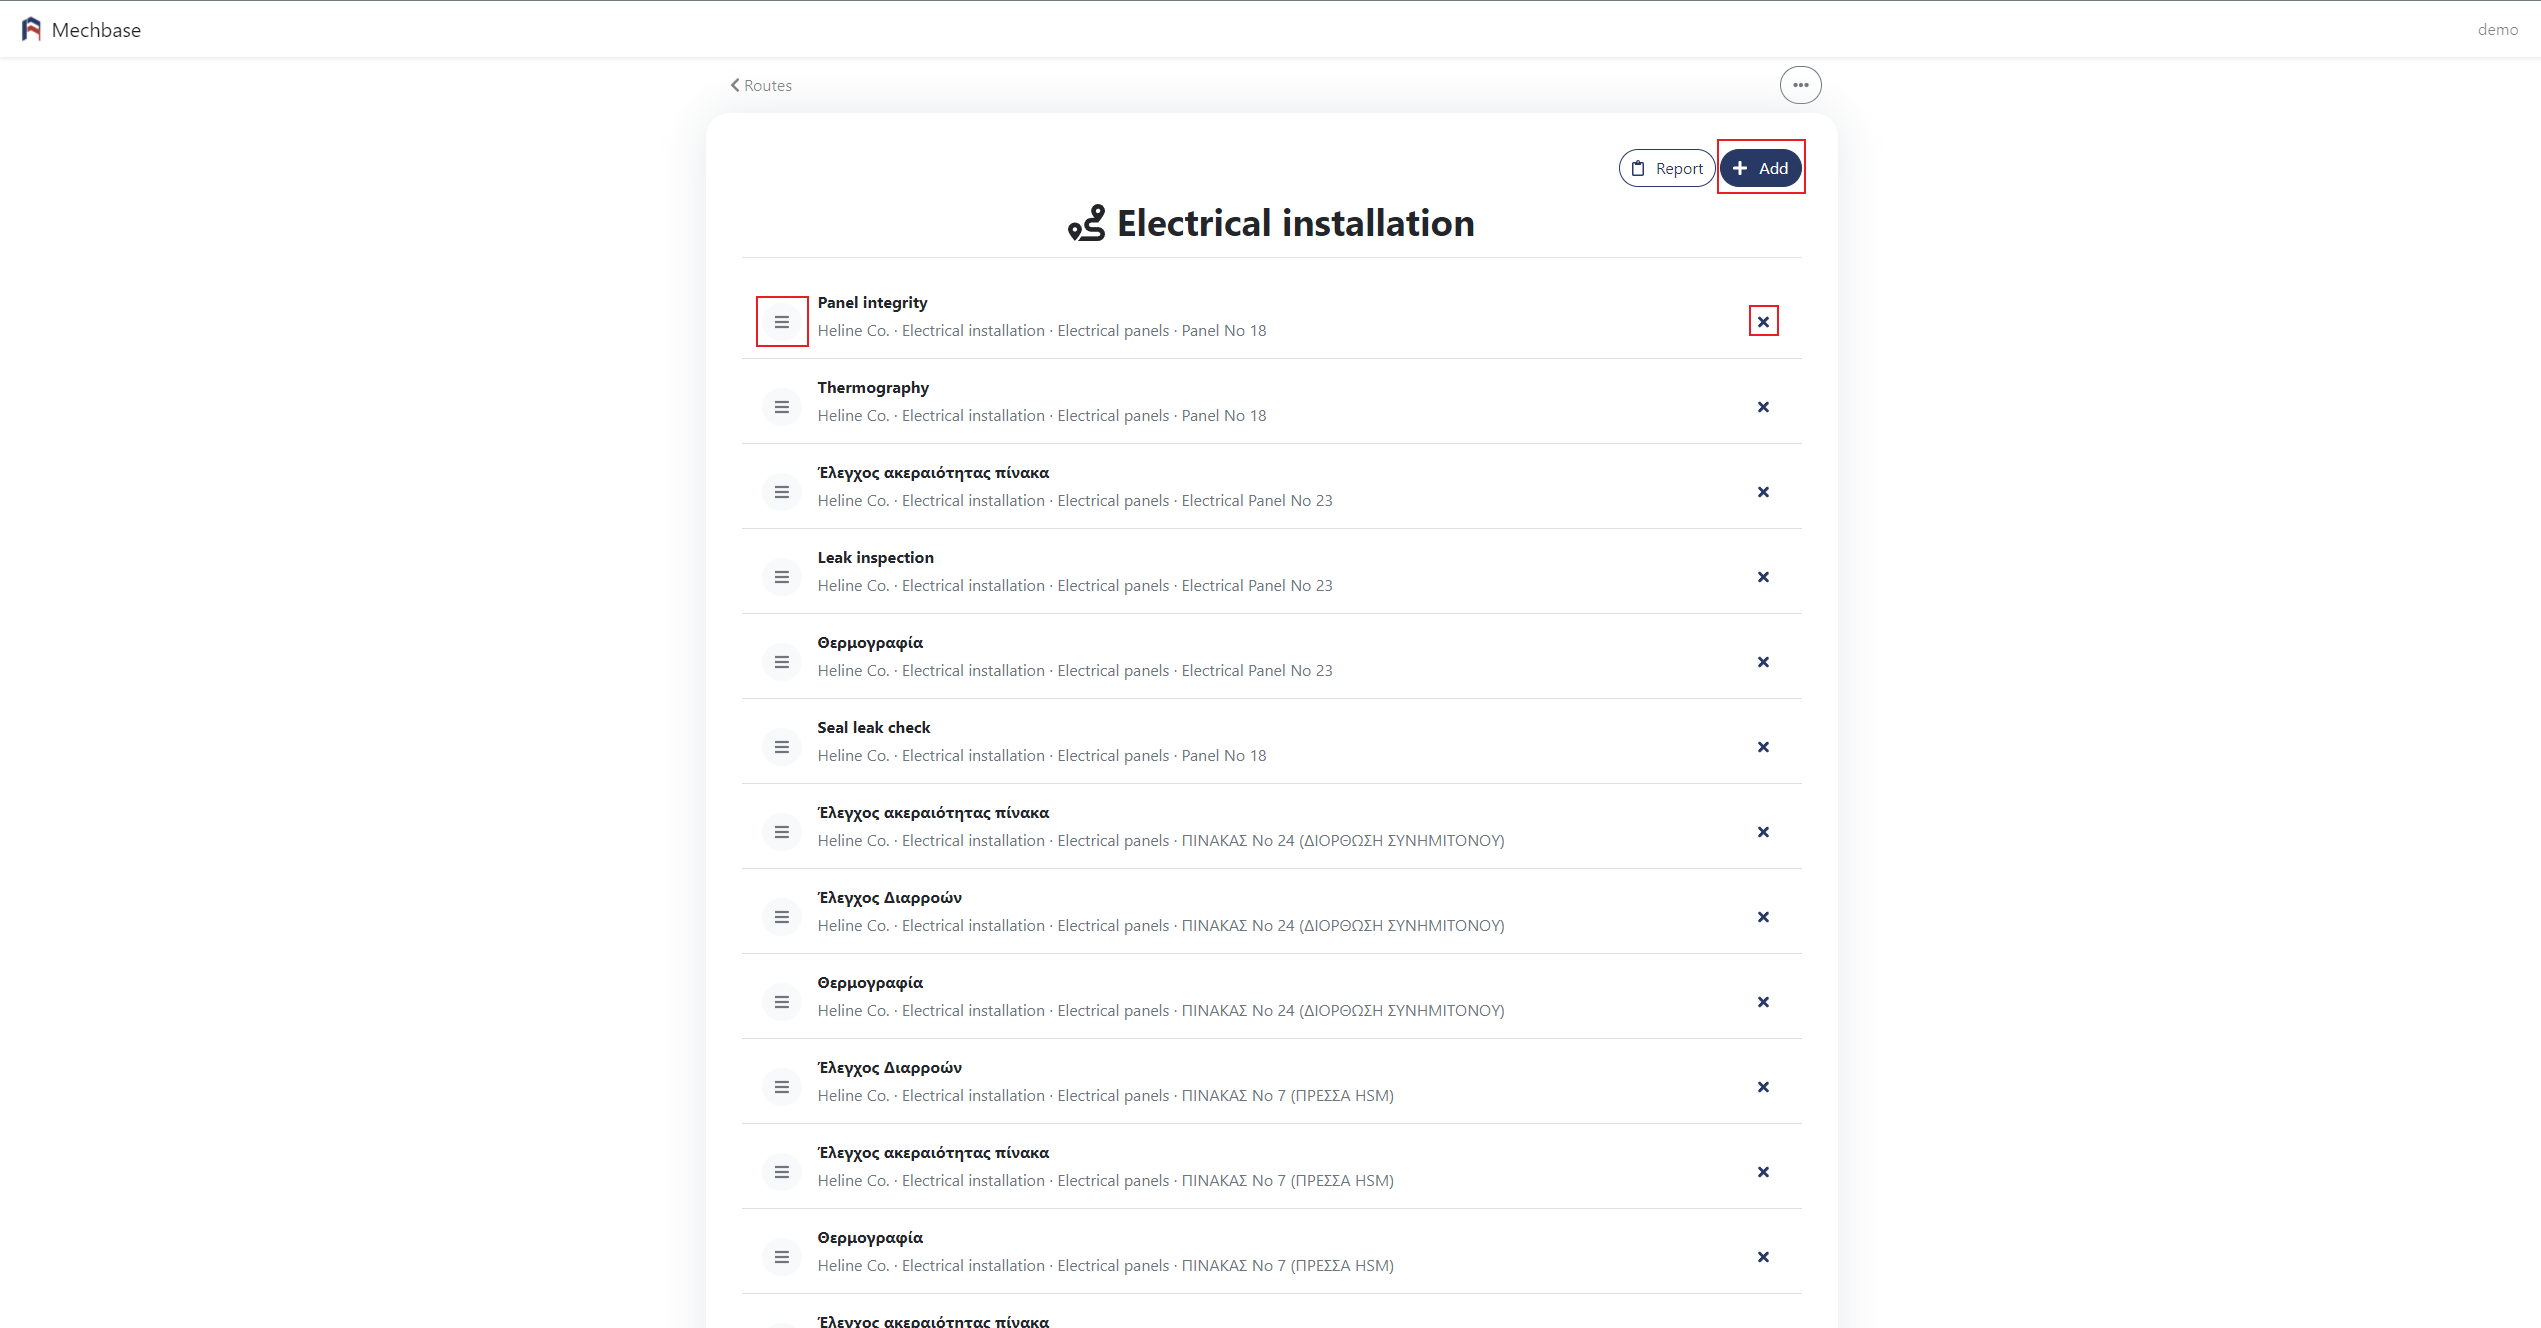 Mechbase
demo
Routes
Report
Add
Electrical installation
Panel integrity
Heline Co. · Electrical installation · Electrical panels · Panel No 18
Thermography
Heline Co. · Electrical installation · Electrical panels · Panel No 18
Έλεγχος ακεραιότητας πίνακα
Heline Co. · Electrical installation · Electrical panels · Electrical Panel No 23
Leak inspection
Heline Co. · Electrical installation · Electrical panels · Electrical Panel No 23
Θερμογραφία
Heline Co. · Electrical installation · Electrical panels · Electrical Panel No 23
Seal leak check
Heline Co. · Electrical installation · Electrical panels · Panel No 18
Έλεγχος ακεραιότητας πίνακα
Heline Co. · Electrical installation · Electrical panels · ΠΙΝΑΚΑΣ No 24 (ΔΙΟΡΘΩΣΗ ΣΥΝΗΜΙΤΟΝΟΥ)
Έλεγχος Διαρροών
Heline Co. · Electrical installation · Electrical panels · ΠΙΝΑΚΑΣ No 24 (ΔΙΟΡΘΩΣΗ ΣΥΝΗΜΙΤΟΝΟΥ)
Θερμογραφία
Heline Co. · Electrical installation · Electrical panels · ΠΙΝΑΚΑΣ No 24 (ΔΙΟΡΘΩΣΗ ΣΥΝΗΜΙΤΟΝΟΥ)
Έλεγχος Διαρροών
Heline Co. · Electrical installation · Electrical panels · ΠΙΝΑΚΑΣ No 7 (ΠΡΕΣΣΑ HSM)
Έλεγχος ακεραιότητας πίνακα
Heline Co. · Electrical installation · Electrical panels · ΠΙΝΑΚΑΣ No 7 (ΠΡΕΣΣΑ HSM)
Θερμογραφία
Heline Co. · Electrical installation · Electrical panels · ΠΙΝΑΚΑΣ No 7 (ΠΡΕΣΣΑ HSM)
Έλεγχος ακεραιότητας πίνακα